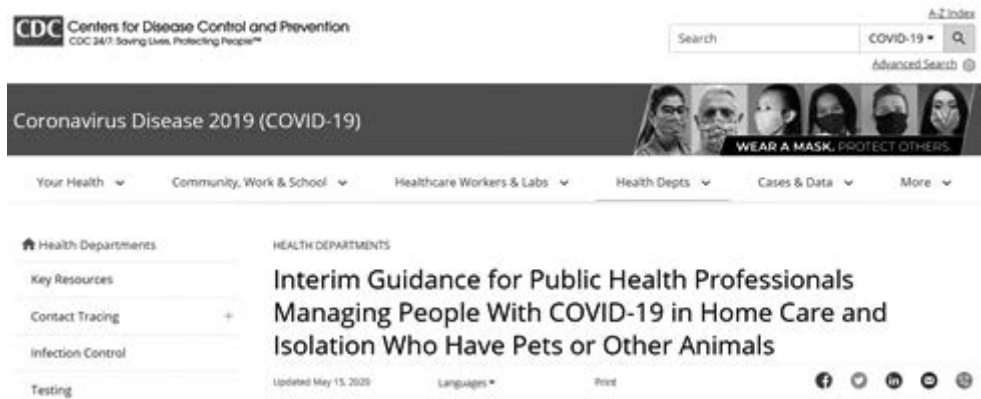 A-Z Index
CDC Centers for Disease Control and Prevention
CDC 24/7: Saving Lives, Protecting People™
Search
COVID-19
Advanced Search
Coronavirus Disease 2019 (COVID-19)
WEAR A MASK. PROTECT OTHERS.
Your Health
Community, Work & School
Healthcare Workers & Labs
Health Depts
Cases & Data
More
Health Departments
Key Resources
Contact Tracing +
Infection Control
Testing
HEALTH DEPARTMENTS
Interim Guidance for Public Health Professionals
Managing People With COVID-19 in Home Care and
Isolation Who Have Pets or Other Animals
Updated May 15, 2020
Languages
Print